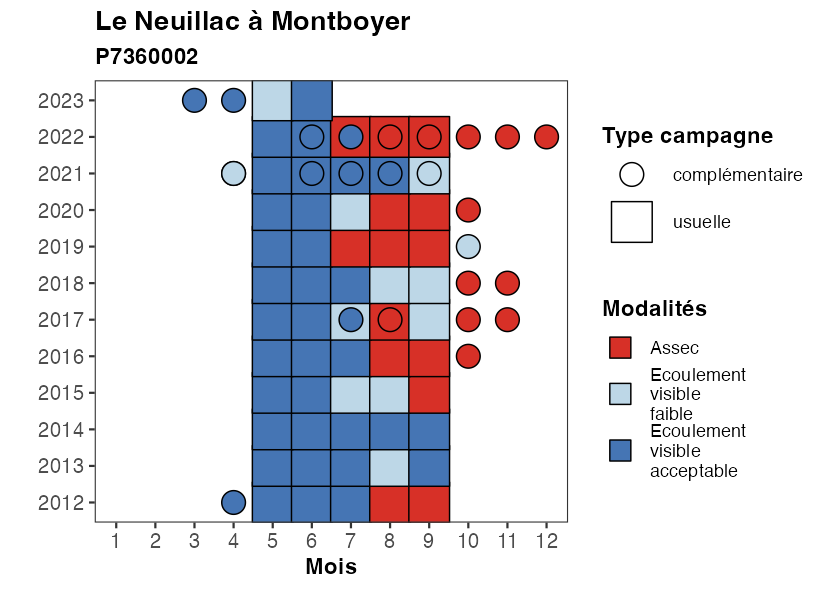 Le Neuillac à Montboyer
P7360002
2023
2022
2021
2020
2019
2018
2017
2016
2015
2014
2013
2012
1 2 3 4 5 6 7 8 9 10 11 12
Mois
Type campagne
complémentaire
usuelle
Modalités
Assec
Ecoulement
visible
faible
Ecoulement
visible
acceptable